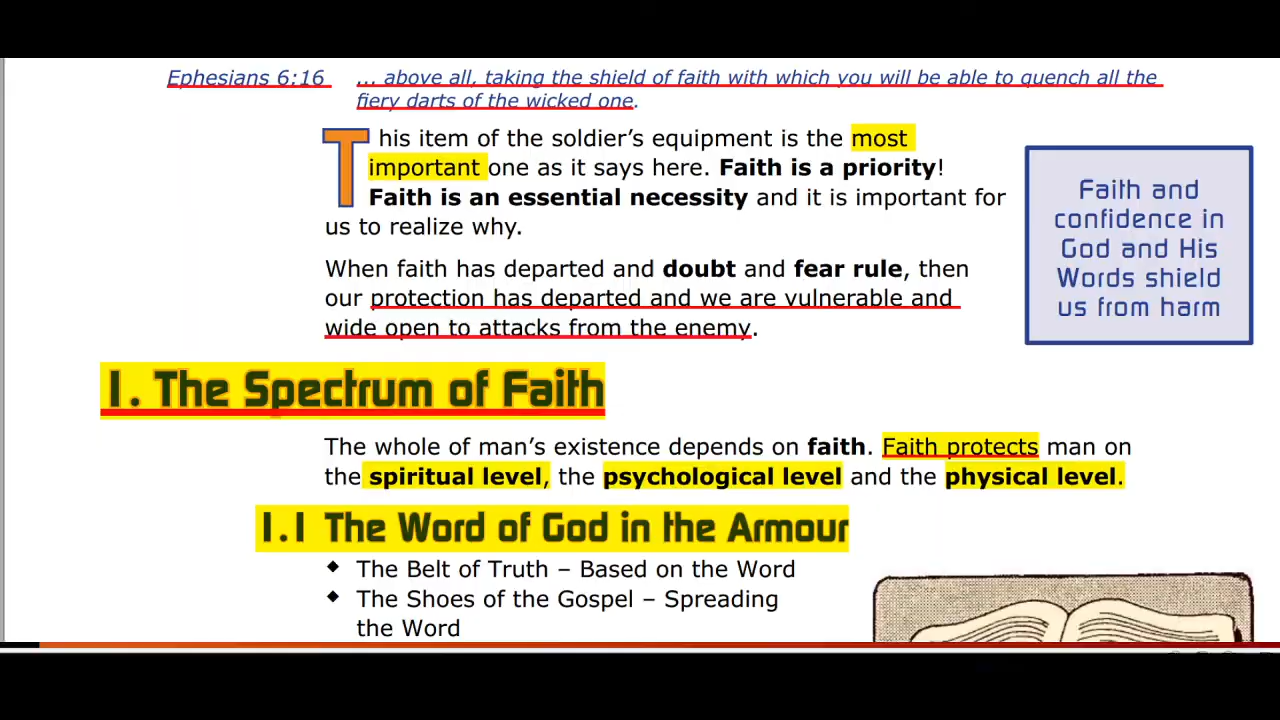 Ephesians 6:16 ... above all, taking the shield of faith with which you will be able to quench all the
fiery darts of the wicked one.
This item of the soldier's equipment is the most
important one as it says here. Faith is a priority!
Faith is an essential necessity and it is important for
us to realize why.
When faith has departed and doubt and fear rule, then
our protection has departed and we are vulnerable and
wide open to attacks from the enemy.
Faith and
confidence in
God and His
Words shield
us from harm
1. The Spectrum of Faith
The whole of man's existence depends on faith. Faith protects man on
the spiritual level, the psychological level and the physical level.
1.1 The Word of God in the Armour
◆ The Belt of Truth – Based on the Word
◆ The Shoes of the Gospel – Spreading
the Word